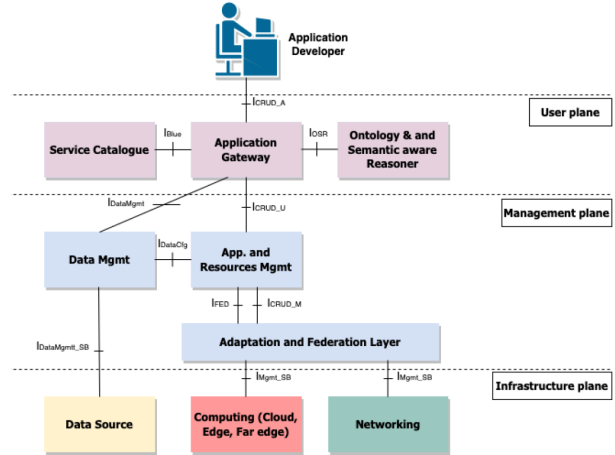 Application
Developer
I_CRUD_A
User plane
Service Catalogue
I_Blue
Application
Gateway
I_OSR
Ontology & and
Semantic aware
Reasoner
I_DataMgmt
I_CRUD_U
Management plane
Data Mgmt
I_DataCfg
App. and
Resources Mgmt
I_FED
I_CRUD_M
Adaptation and Federation Layer
I_DataMgmtt_SB
I_Mgmt_SB
I_Mgmt_SB
Infrastructure plane
Data Source
Computing (Cloud,
Edge, Far edge)
Networking